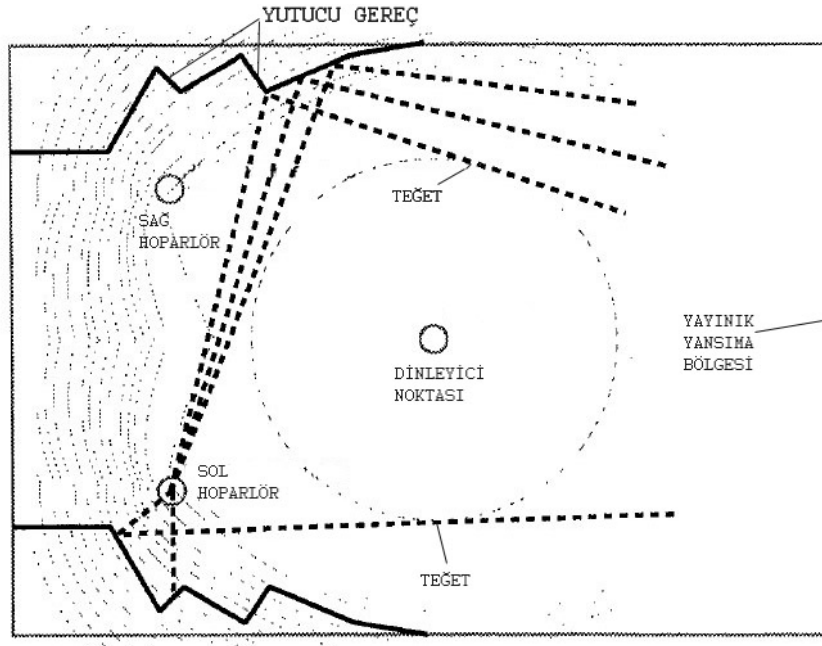 YUTUCU GEREÇ
TEĞET
SAĞ
HOPARLÖR
YAYINIK
YANSIMA
BÖLGESİ
DİNLEYİCİ
NOKTASI
SOL
HOPARLÖR
TEĞET